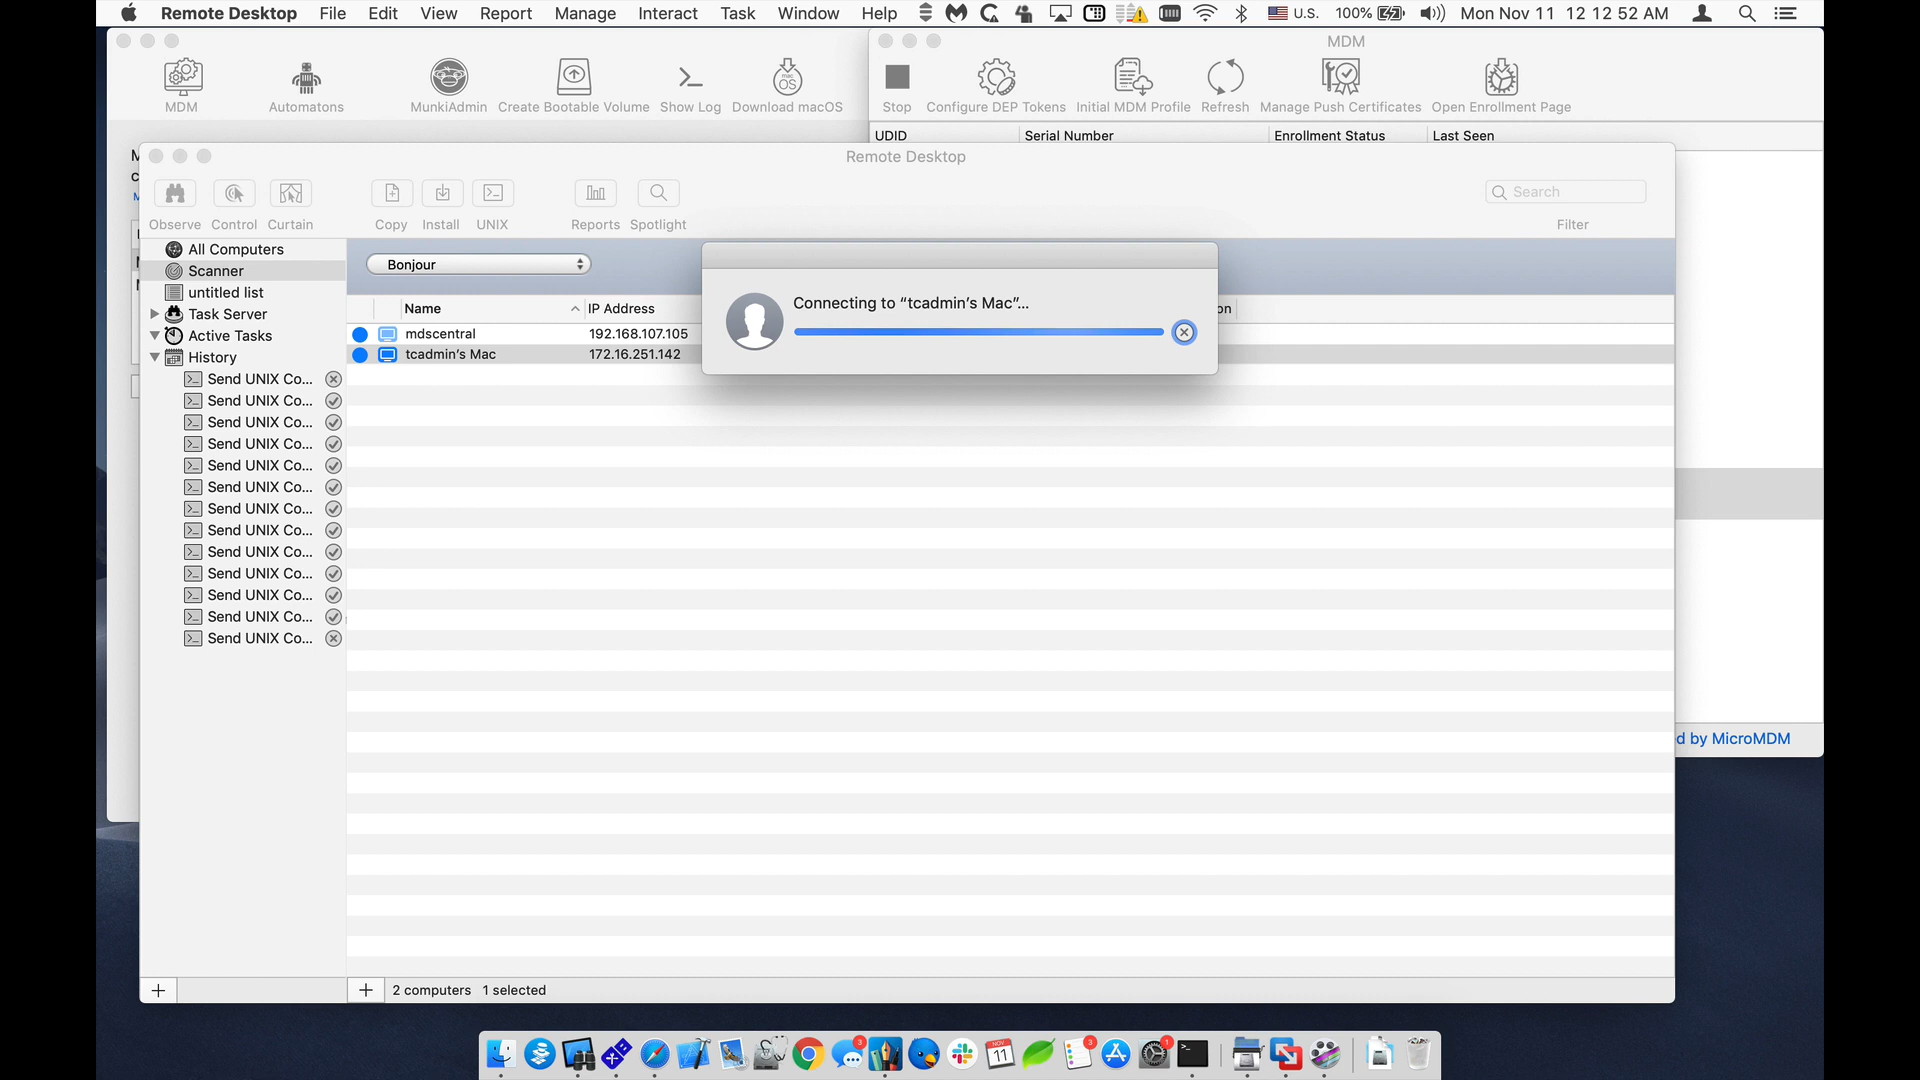 Remote Desktop File Edit View Report Manage Interact Task Window Help U.S. 100% Mon Nov 11 12 12 52 AM
MDM
MDM Automatons MunkiAdmin Create Bootable Volume Show Log Download macOS
Stop Configure DEP Tokens Initial MDM Profile Refresh Manage Push Certificates Open Enrollment Page
UDID Serial Number Enrollment Status Last Seen
Remote Desktop
Search
Observe Control Curtain Copy Install UNIX Reports Spotlight Filter
All Computers
Scanner
untitled list
Task Server
Active Tasks
History
Send UNIX Co...
Send UNIX Co...
Send UNIX Co...
Send UNIX Co...
Send UNIX Co...
Send UNIX Co...
Send UNIX Co...
Send UNIX Co...
Send UNIX Co...
Send UNIX Co...
Send UNIX Co...
Send UNIX Co...
Send UNIX Co...
Bonjour
Name IP Address on
mdscentral 192.168.107.105
tcadmin’s Mac 172.16.251.142
Connecting to “tcadmin’s Mac”...
d by MicroMDM
2 computers 1 selected
3 NOV 11 3 1